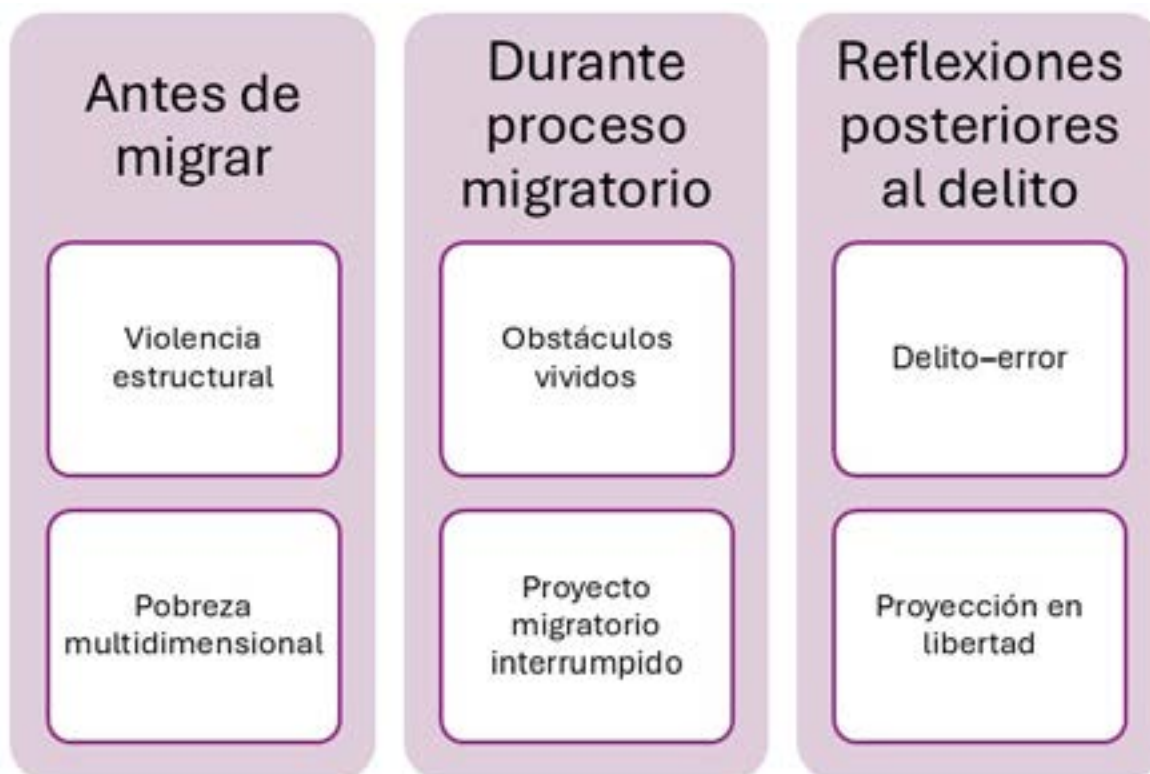 Antes de
migrar
Violencia
estructural
Pobreza
multidimensional
Durante
proceso
migratorio
Obstáculos
vividos
Proyecto
migratorio
interrumpido
Reflexiones
posteriores
al delito
Delito–error
Proyección en
libertad